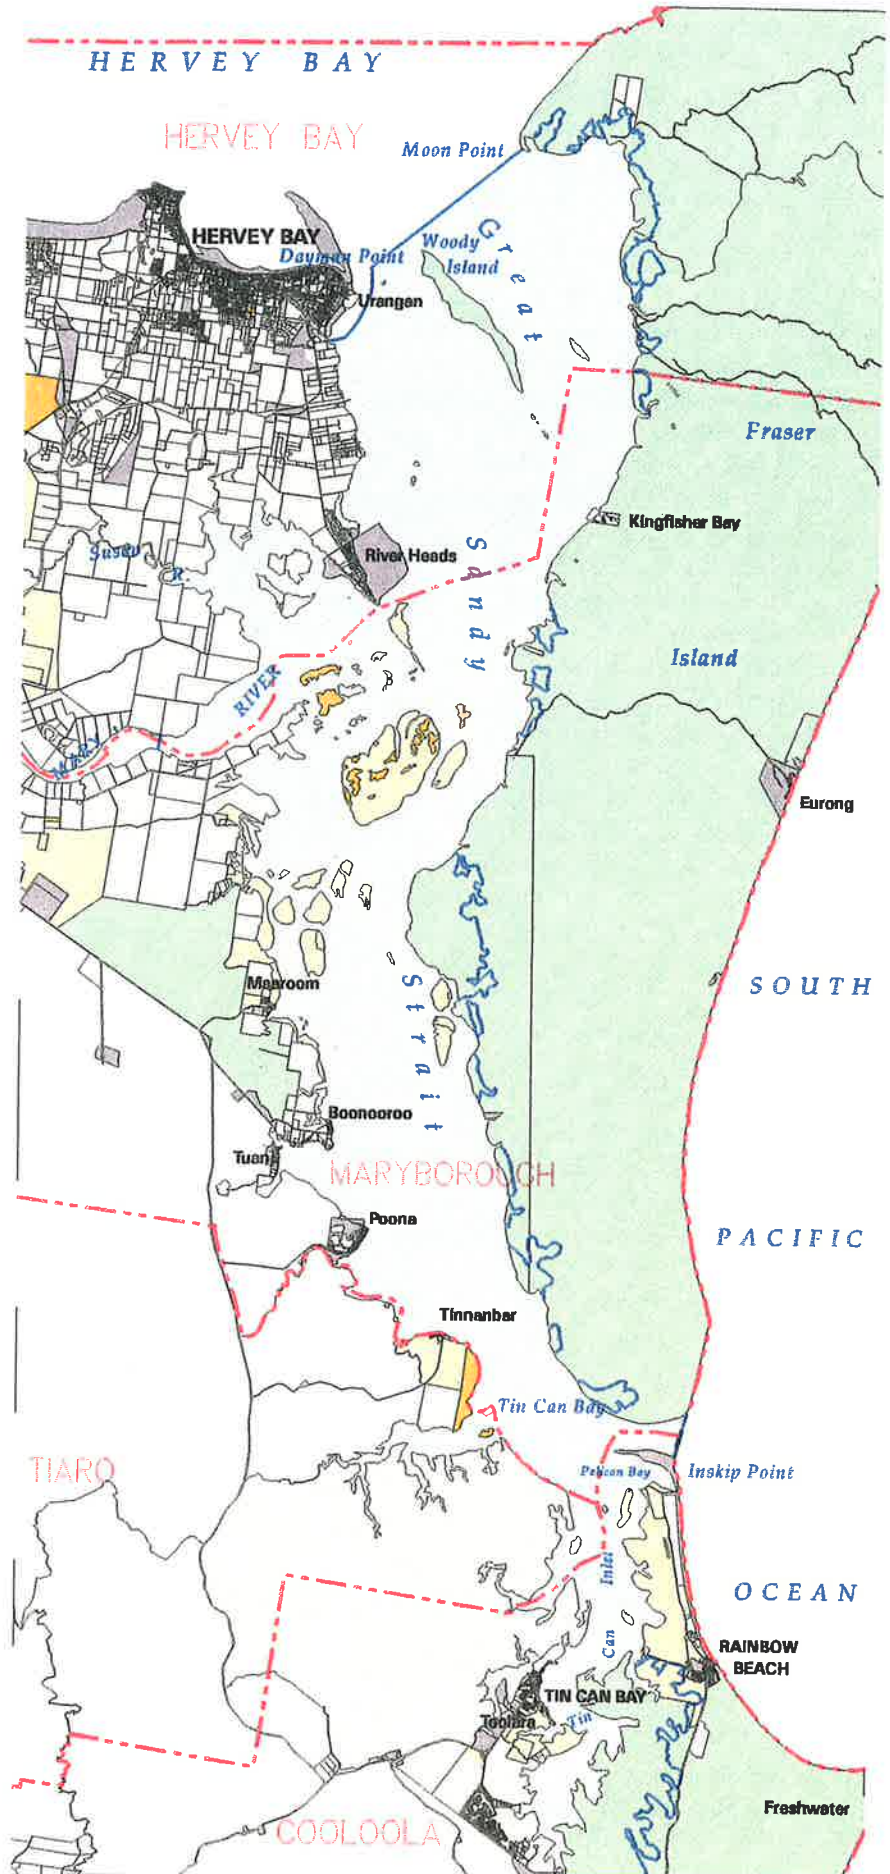 HERVEY BAY
HERVEY BAY
Moon Point
HERVEY BAY
Dayman Point
Woody
Island
Great
Urangan
Fraser
Kingfisher Bay
Sandy
River Heads
Susan
R.
Island
RIVER
MARY
Eurong
SOUTH
Maaroom
Strait
Boonooroo
Tuan
MARYBOROUGH
Poona
PACIFIC
Tinnanbar
Tin Can Bay
TIARO
Pelican Bay
Inskip Point
Inlet
OCEAN
Can
RAINBOW
BEACH
TIN CAN BAY
Toolara
Tin
Freshwater
COOLOOLA